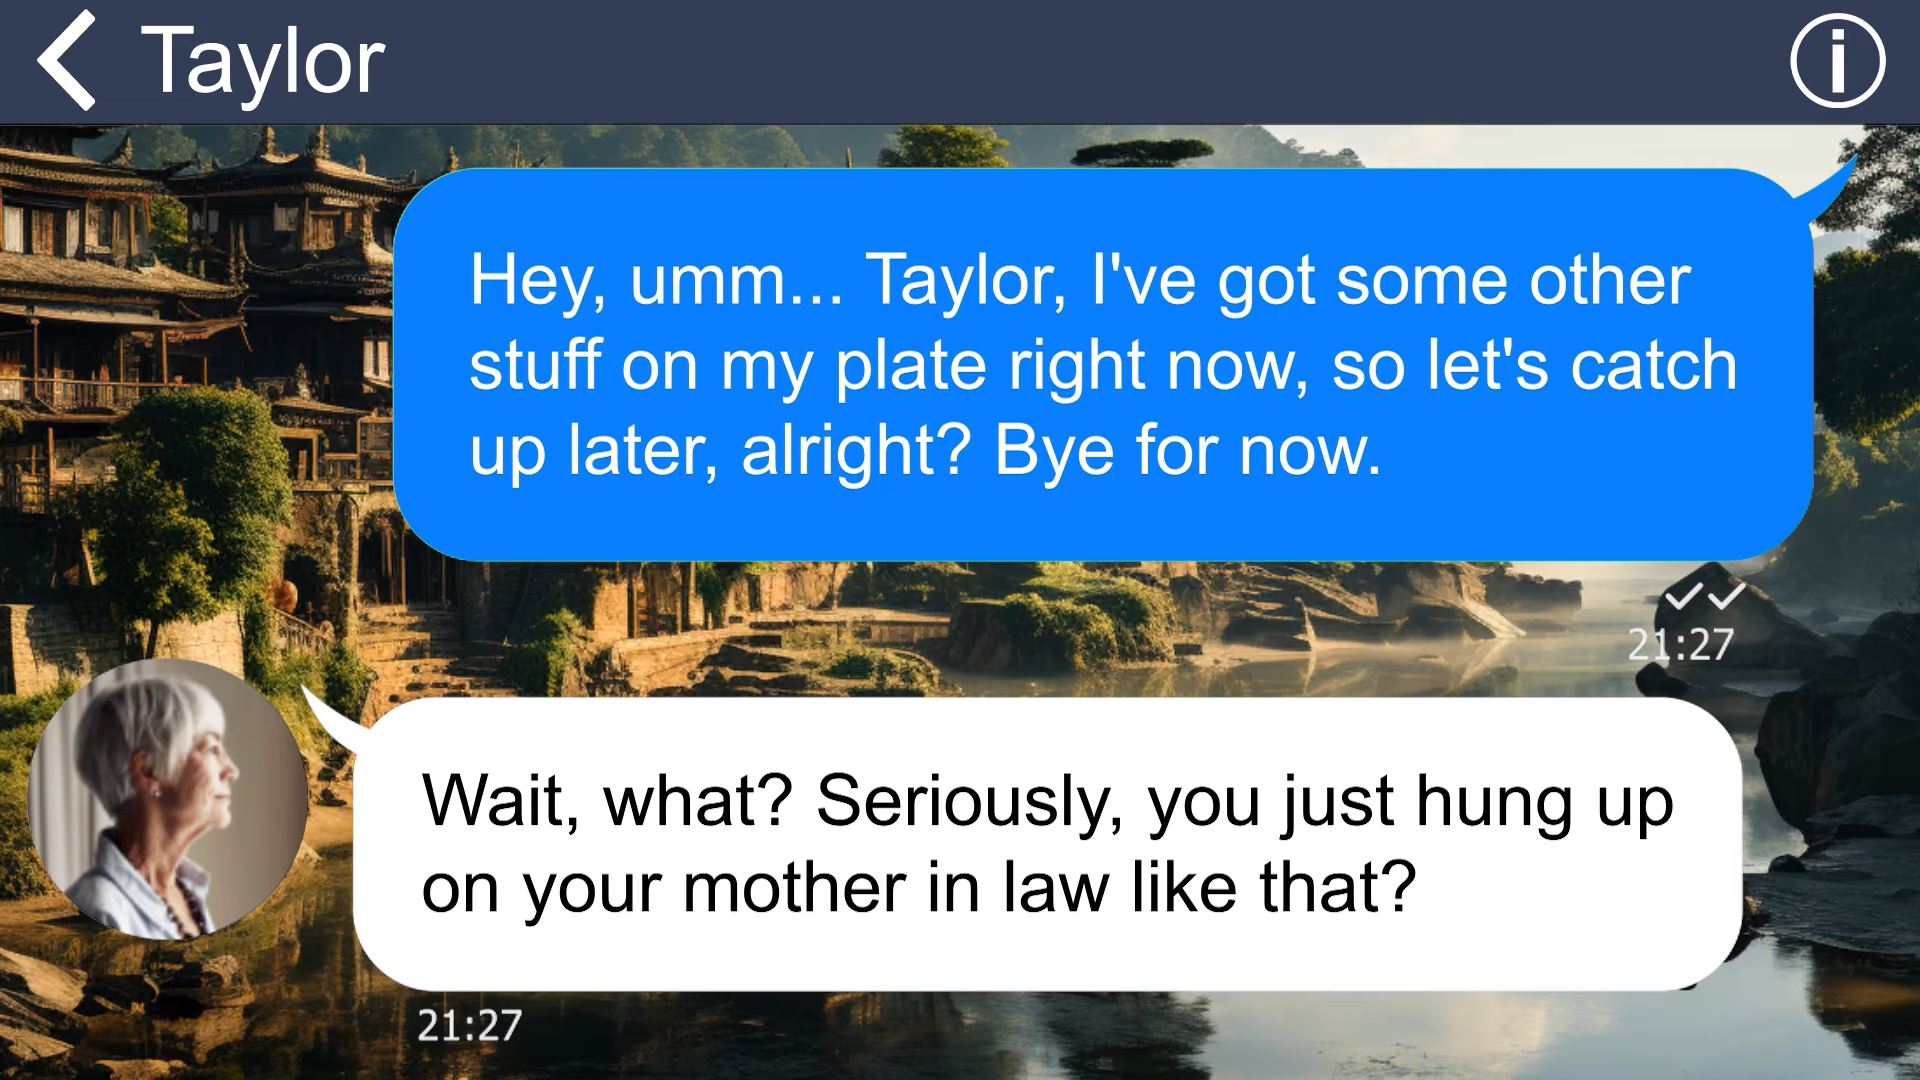 Taylor
Hey, umm... Taylor, I've got some other
stuff on my plate right now, so let's catch
up later, alright? Bye for now.
21:27
Wait, what? Seriously, you just hung up
on your mother in law like that?
21:27